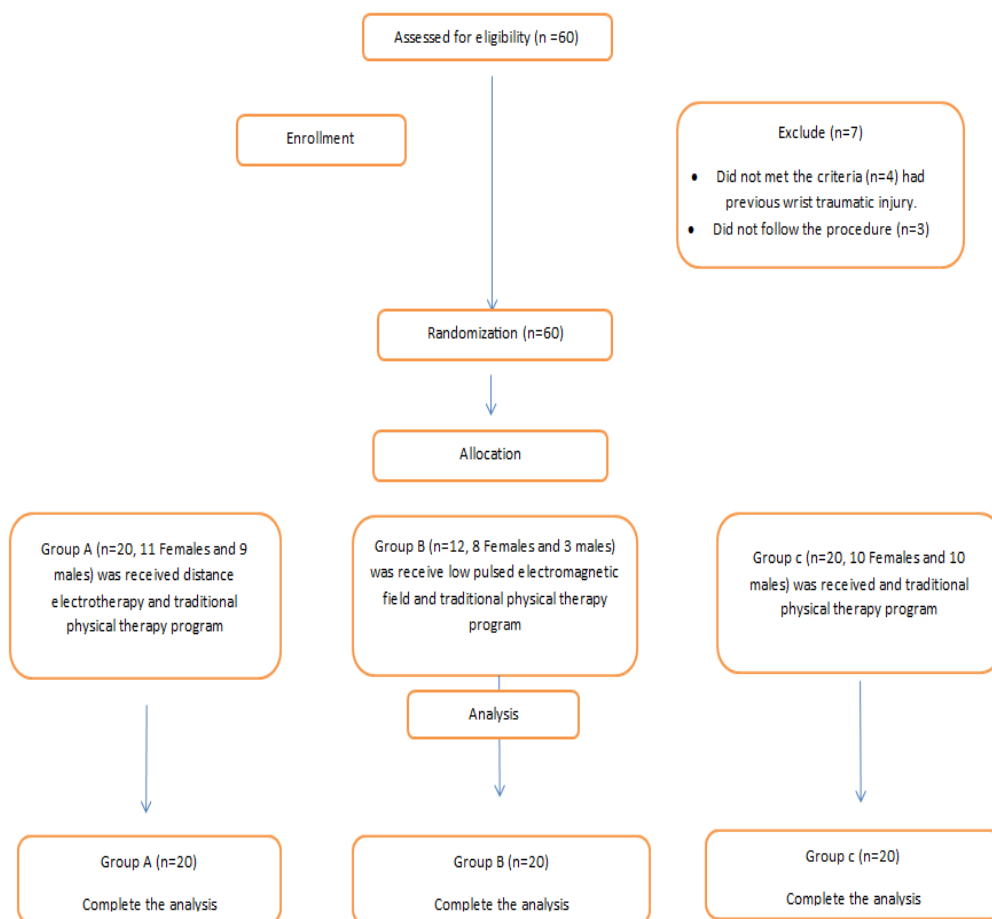 Assessed for eligibility (n =60)
Enrollment
Exclude (n=7)
• Did not met the criteria (n=4) had
previous wrist traumatic injury.
• Did not follow the procedure (n=3)
Randomization (n=60)
Allocation
Group A (n=20, 11 Females and 9
males) was received distance
electrotherapy and traditional
physical therapy program
Group B (n=12, 8 Females and 3 males)
was receive low pulsed electromagnetic
field and traditional physical therapy
program
Group c (n=20, 10 Females and 10
males) was received and traditional
physical therapy program
Analysis
Group A (n=20)
Complete the analysis
Group B (n=20)
Complete the analysis
Group c (n=20)
Complete the analysis